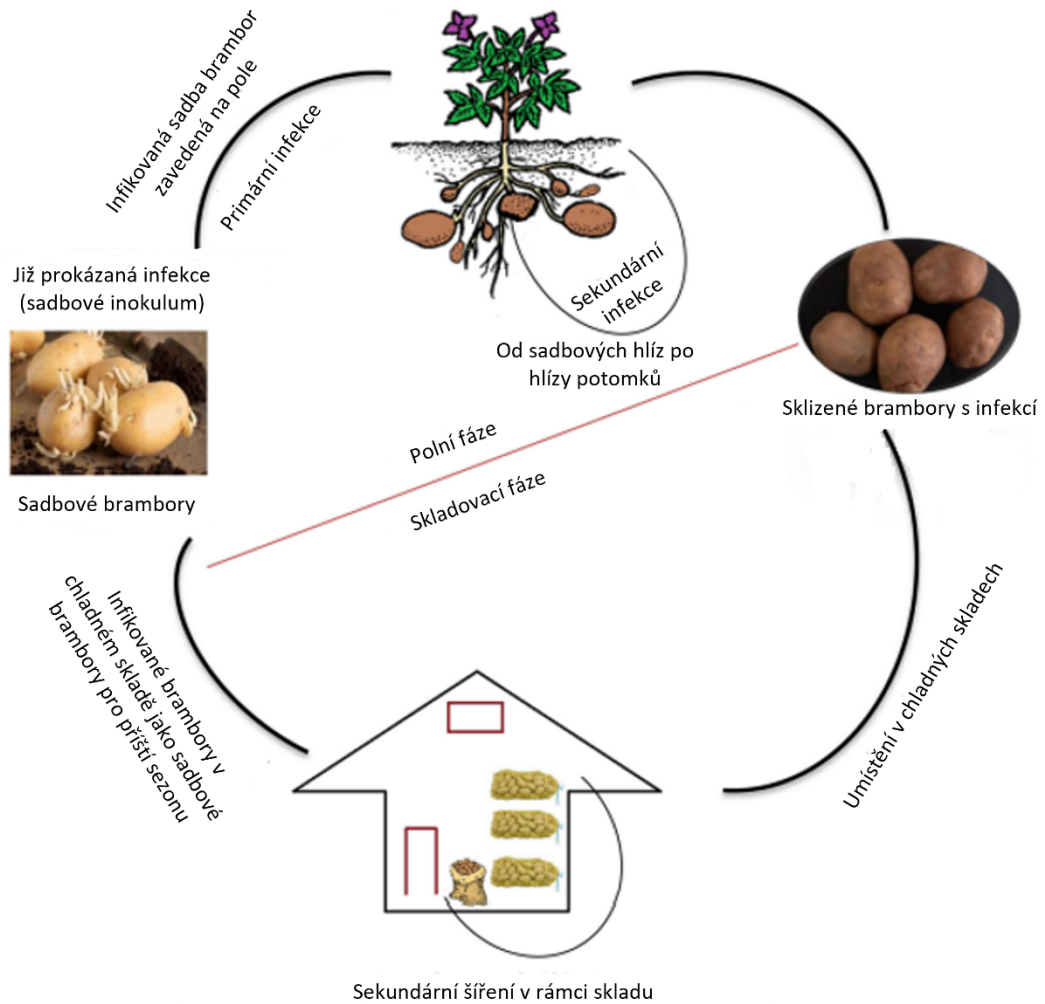 Infikovaná sadba brambor
zavedená na pole
Primární infekce
Již prokázaná infekce
(sadbové inokulum)
Sadbové brambory
Sekundární
infekce
Od sadbových hlíz po
hlízy potomků
Sklizené brambory s infekcí
Polní fáze
Skladovací fáze
Infikované brambory v
chladném skladě jako sadbové
brambory pro příští sezonu
Umístění v chladných skladech
Sekundární šíření v rámci skladu